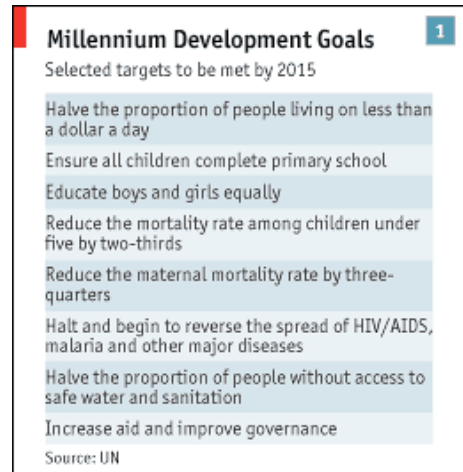 Millennium Development Goals
1
Selected targets to be met by 2015
Halve the proportion of people living on less than
a dollar a day
Ensure all children complete primary school
Educate boys and girls equally
Reduce the mortality rate among children under
five by two-thirds
Reduce the maternal mortality rate by three-
quarters
Halt and begin to reverse the spread of HIV/AIDS,
malaria and other major diseases
Halve the proportion of people without access to
safe water and sanitation
Increase aid and improve governance
Source: UN